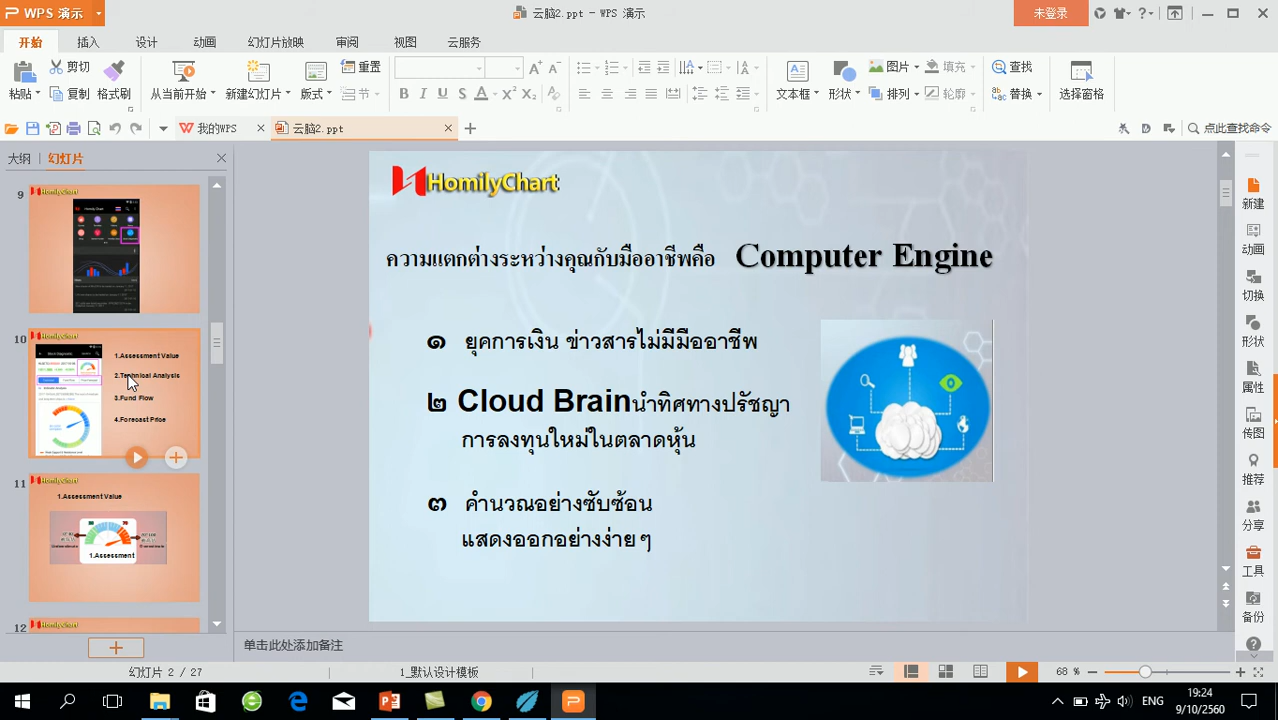 WPS 演示
云脑2.ppt - WPS 演示
未登录
开始 插入 设计 动画 幻灯片放映 审阅 视图 云服务
粘贴 剪切 复制 格式刷 从当前开始 新建幻灯片 版式 重置 节
B I U S A X² X₂
文本框 形状 图片 排列 填充 轮廓 查找 替换 选择窗格
我的WPS
云脑2.ppt
点此查找命令
大纲 幻灯片
9
HomilyChart
10
HomilyChart
1.Assessment Value
2.Technical Analysis
3.Fund Flow
4.Forecast Price
11
HomilyChart
1.Assessment Value
1.Assessment
12
HomilyChart
HomilyChart
ความแตกต่างระหว่างคุณกับมืออาชีพคือ Computer Engine
๑ ยุคการเงิน ข่าวสารไม่มีมืออาชีพ
๒ Cloud Brainนำทิศทางปรัชญา
การลงทุนใหม่ในตลาดหุ้น
๓ คำนวณอย่างซับซ้อน
แสดงออกอย่างง่าย ๆ
新建
动画
切换
形状
属性
传图
推荐
分享
工具
备份
单击此处添加备注
幻灯片 2 / 27
1_默认设计模板
68 %
ENG
19:24
9/10/2560